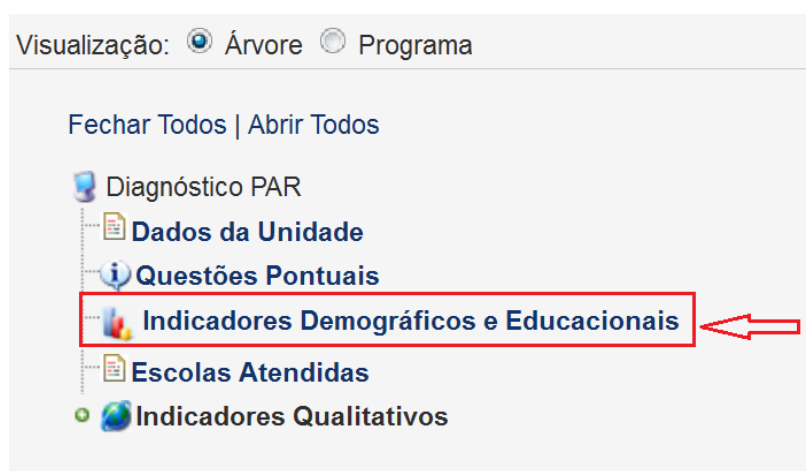 Visualização: Árvore Programa
Fechar Todos | Abrir Todos
Diagnóstico PAR
Dados da Unidade
Questões Pontuais
Indicadores Demográficos e Educacionais
Escolas Atendidas
Indicadores Qualitativos